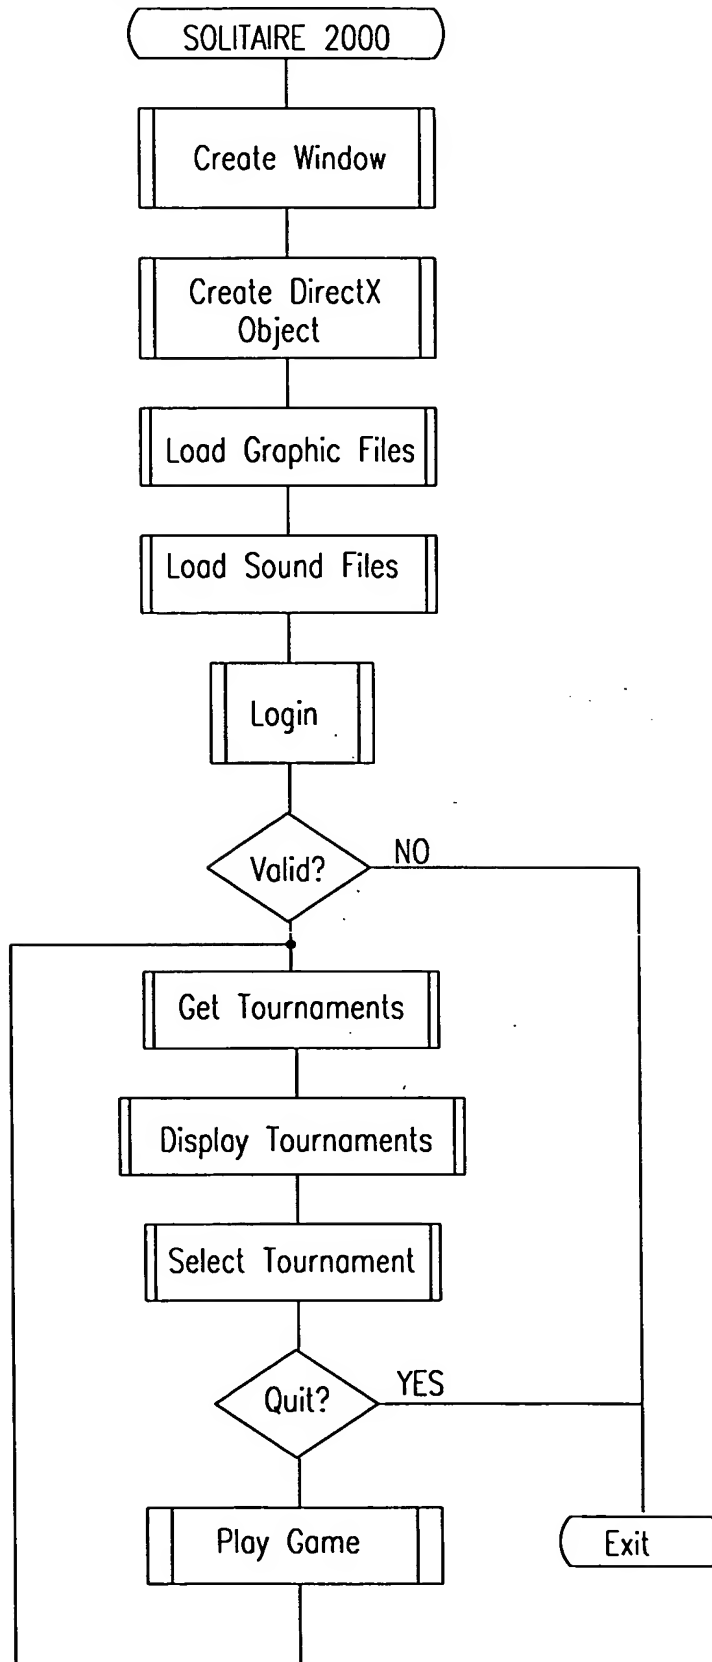 SOLITAIRE 2000
Create Window
Create DirectX
Object
Load Graphic Files
Load Sound Files
Login
Valid?
NO
Get Tournaments
Display Tournaments
Select Tournament
Quit?
YES
Play Game
Exit